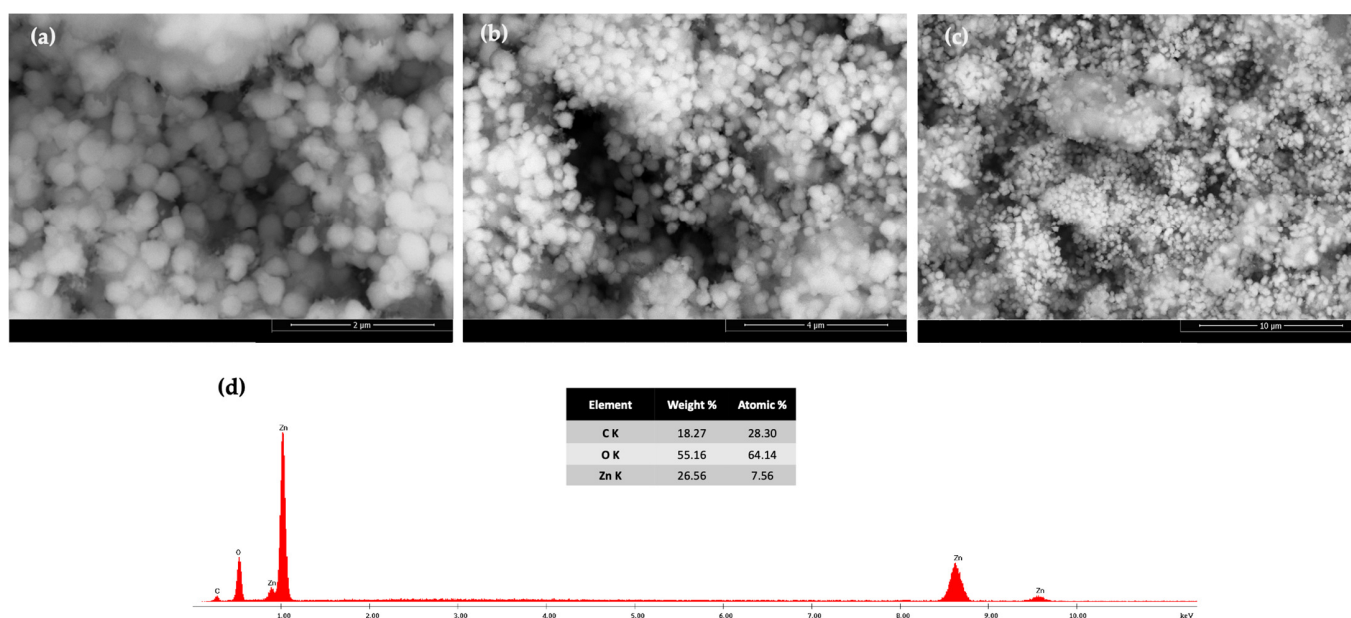 (a)
(b)
(c)
2 µm
4 µm
10 µm
(d)
Element Weight % Atomic %
C K 18.27 28.30
O K 55.16 64.14
Zn K 26.56 7.56
Zn
O
Zn
C
Zn
Zn
1.00 2.00 3.00 4.00 5.00 6.00 7.00 8.00 9.00 10.00 keV